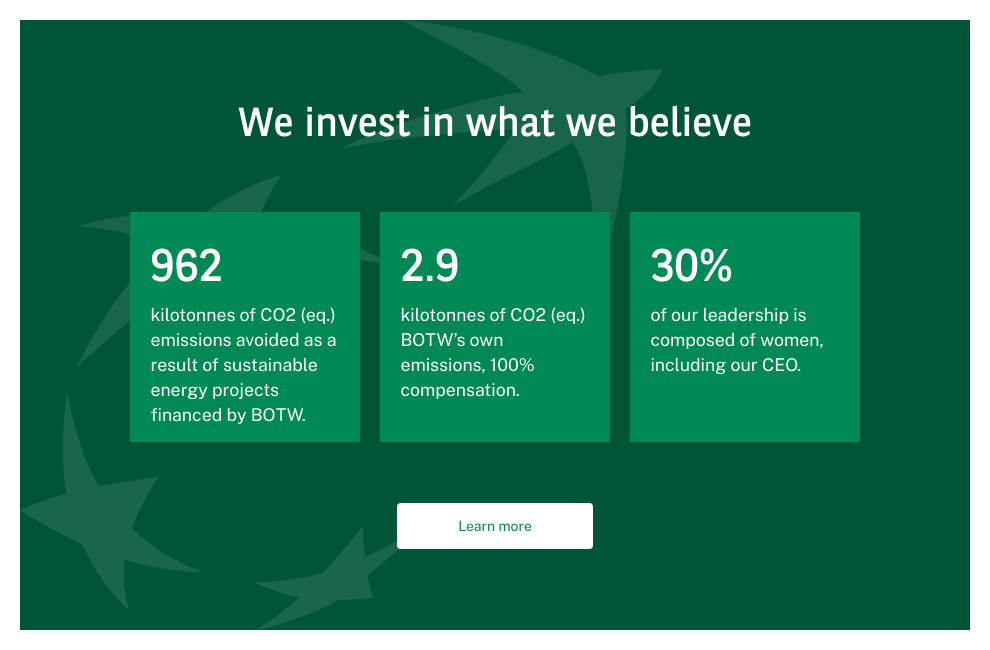 We invest in what we believe
962
kilotonnes of CO2 (eq.)
emissions avoided as a
result of sustainable
energy projects
financed by BOTW.
2.9
kilotonnes of CO2 (eq.)
BOTW's own
emissions, 100%
compensation.
30%
of our leadership is
composed of women,
including our CEO.
Learn more